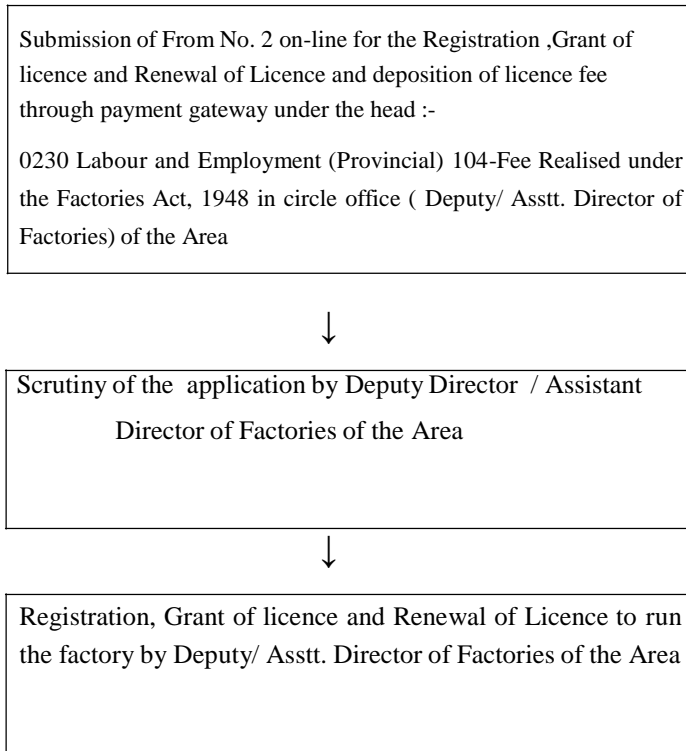 Submission of From No. 2 on-line for the Registration ,Grant of
licence and Renewal of Licence and deposition of licence fee
through payment gateway under the head :-
0230 Labour and Employment (Provincial) 104-Fee Realised under
the Factories Act, 1948 in circle office ( Deputy/ Asstt. Director of
Factories) of the Area
↓
Scrutiny of the application by Deputy Director / Assistant
Director of Factories of the Area
↓
Registration, Grant of licence and Renewal of Licence to run
the factory by Deputy/ Asstt. Director of Factories of the Area